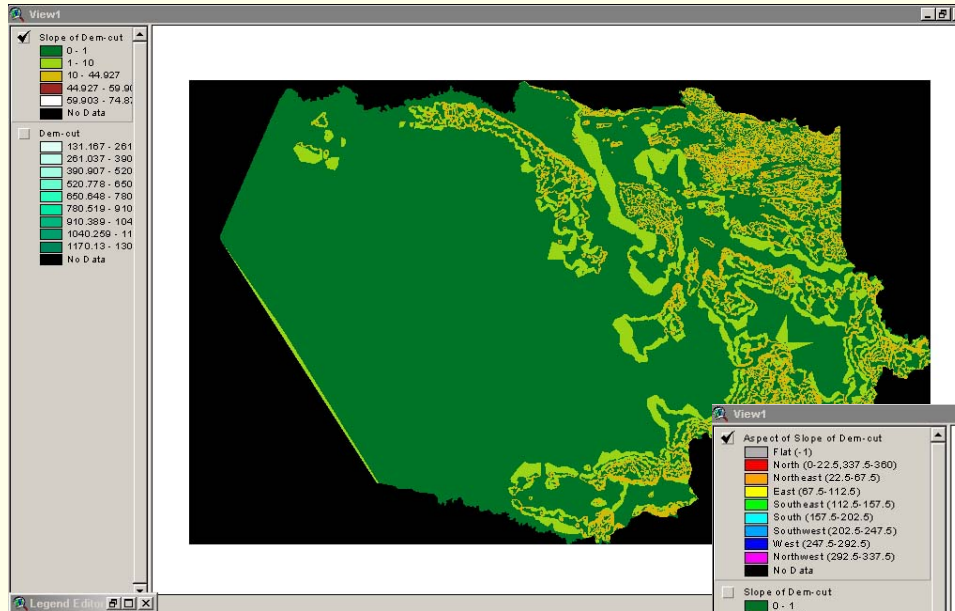 View1
Slope of Dem-cut
0 - 1
1 - 10
10 - 44.927
44.927 - 59.90
59.903 - 74.87
No Data
Dem-cut
131.167 - 261
261.037 - 390
390.907 - 520
520.778 - 650
650.648 - 780
780.519 - 910
910.389 - 104
1040.259 - 11
1170.13 - 130
No Data
Legend Editor
View1
Aspect of Slope of Dem-cut
Flat (-1)
North (0-22.5,337.5-360)
Northeast (22.5-67.5)
East (67.5-112.5)
Southeast (112.5-157.5)
South (157.5-202.5)
Southwest (202.5-247.5)
West (247.5-292.5)
Northwest (292.5-337.5)
No Data
Slope of Dem-cut
0 - 1